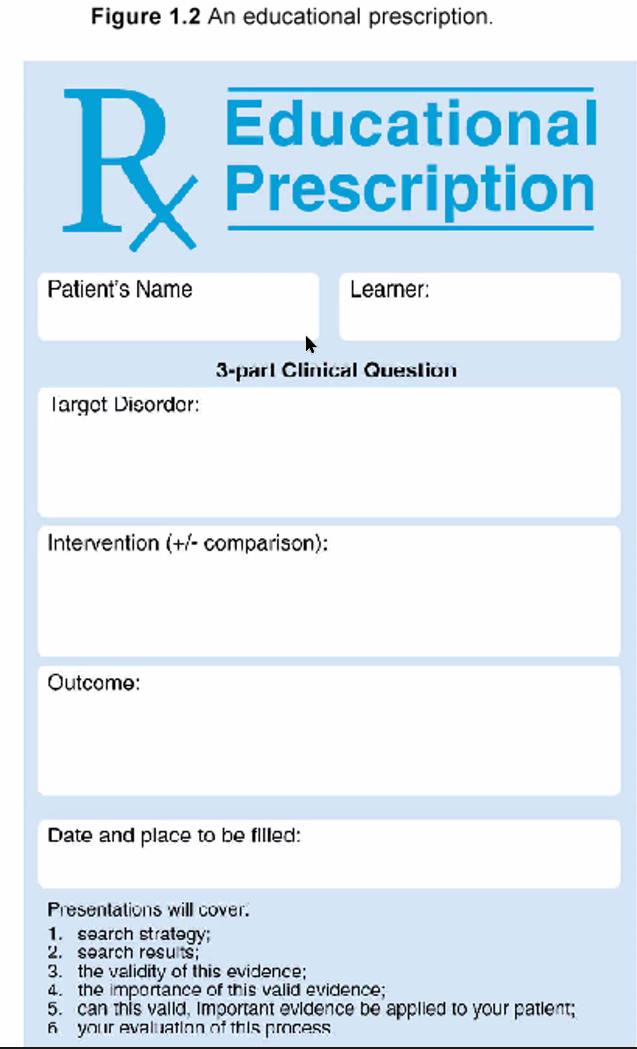 Figure 1.2 An educational prescription.
Rx
Educational
Prescription
Patient's Name
Learner:
3-part Clinical Question
Target Disorder:
Intervention (+/- comparison):
Outcome:
Date and place to be filled:
Presentations will cover:
1. search strategy;
2. search results;
3. the validity of this evidence;
4. the importance of this valid evidence;
5. can this valid, important evidence be applied to your patient;
6. your evaluation of this process.